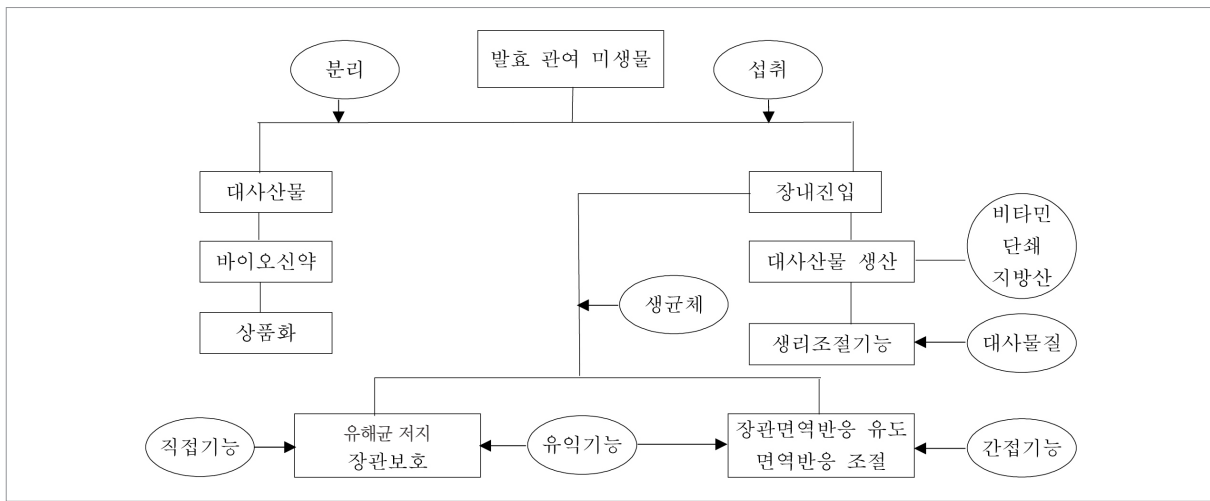 분리
발효 관여 미생물
섭취
대사산물
장내진입
비타민
단쇄
지방산
바이오신약
대사산물 생산
생균체
상품화
생리조절기능
대사물질
직접기능
유해균 저지
장관보호
유익기능
장관면역반응 유도
면역반응 조절
간접기능